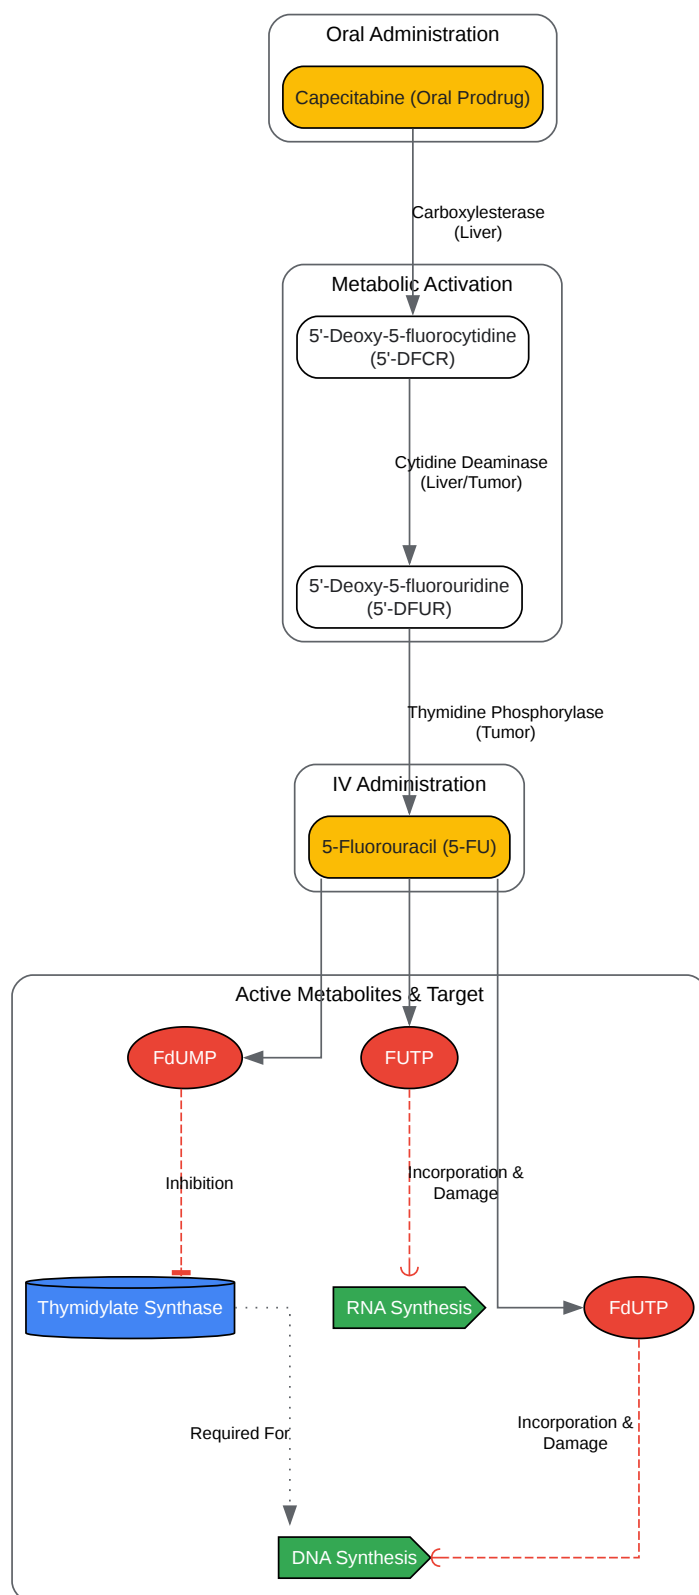 Oral Administration
Capecitabine (Oral Prodrug)
Carboxylesterase
(Liver)
Metabolic Activation
5'-Deoxy-5-fluorocytidine
(5'-DFCR)
Cytidine Deaminase
(Liver/Tumor)
5'-Deoxy-5-fluorouridine
(5'-DFUR)
Thymidine Phosphorylase
(Tumor)
IV Administration
5-Fluorouracil (5-FU)
Active Metabolites & Target
FdUMP
FUTP
Inhibition
Incorporation &
Damage
Thymidylate Synthase
RNA Synthesis
FdUTP
Required For
Incorporation &
Damage
DNA Synthesis